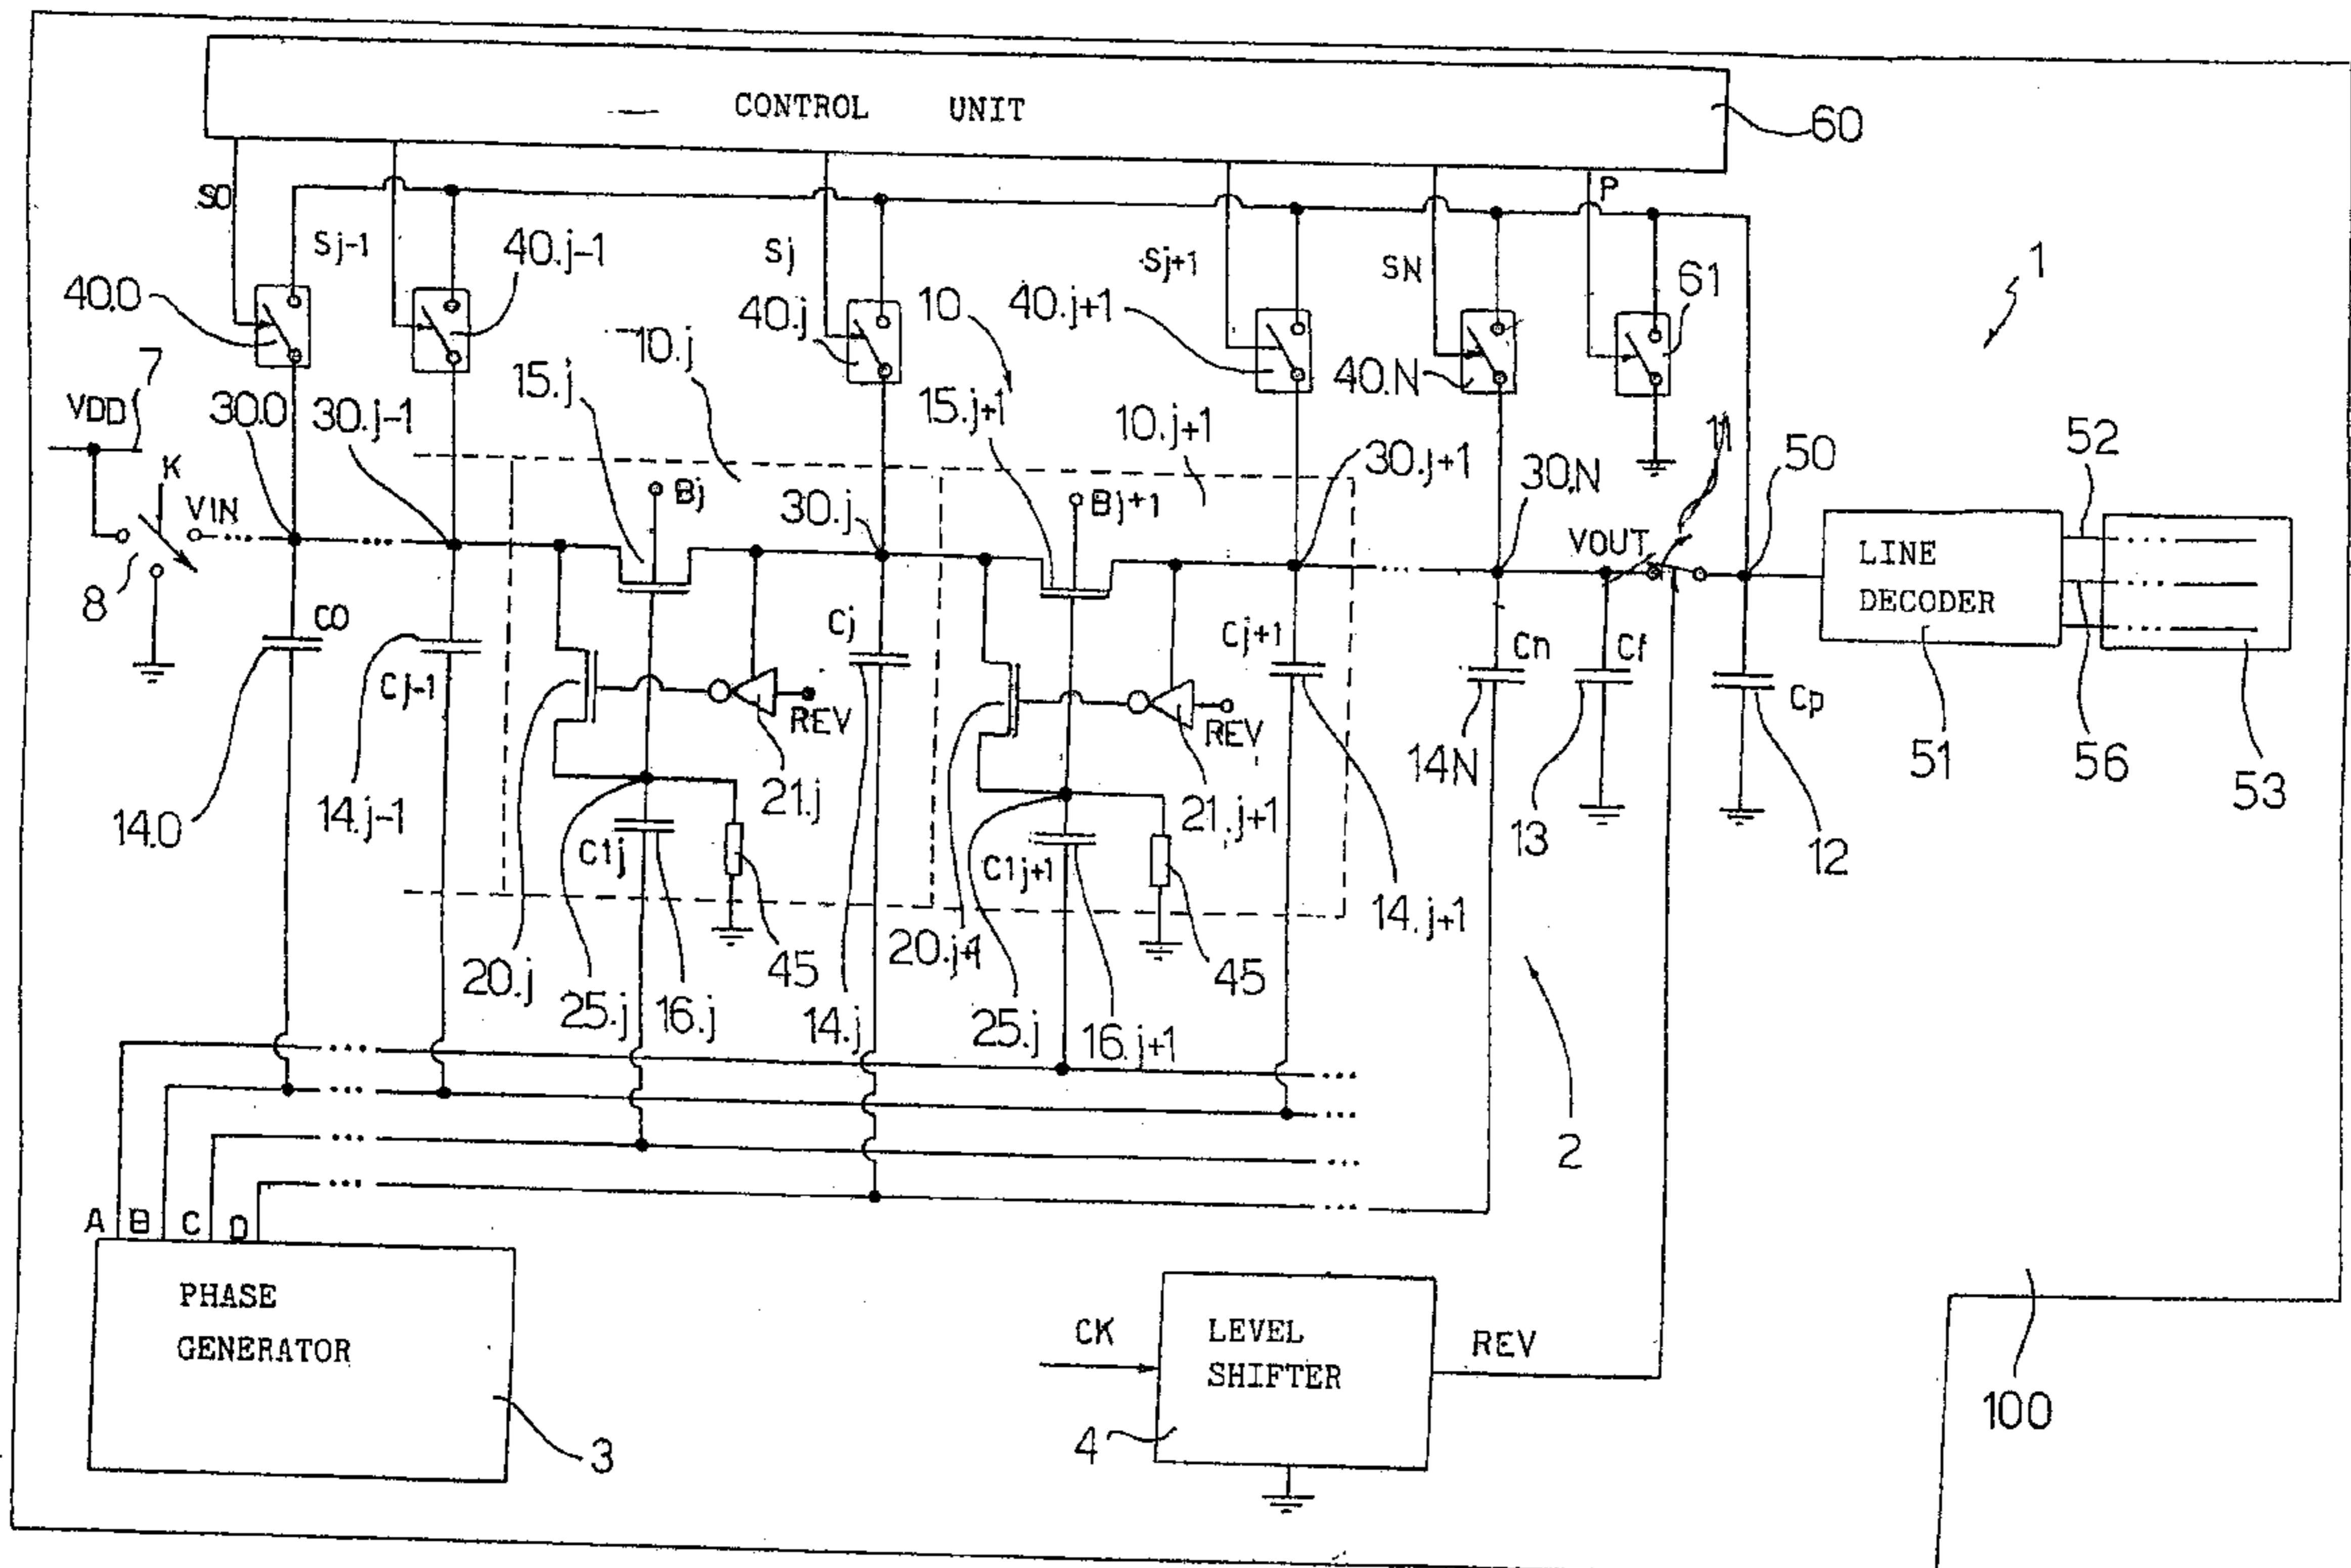 CONTROL UNIT
60
S0
Sj-1
40.j-1
Sj
Sj+1
SN
P
1
40.0
40.j
10
40.j+1
61
7
10.j
15.j
40.N
VDD
30.0
30.j-1
15.j+1
10.j+1
11
52
50
K
VIN
Bj
30.j
Bj+1
30.j+1
30.N
VOUT
LINE
DECODER
8
C0
Cj
Cj+1
Cn
Cf
Cj-1
REV
REV
Cp
14.0
14.j-1
21.j
14N
51
56
53
C1j
C1j+1
21.j+1
13
12
14.j+1
20.j
25.j
16.j
45
14.j
20.j+1
25.j
16.j+1
45
2
A B C D
PHASE
GENERATOR
3
CK
LEVEL
SHIFTER
REV
4
100